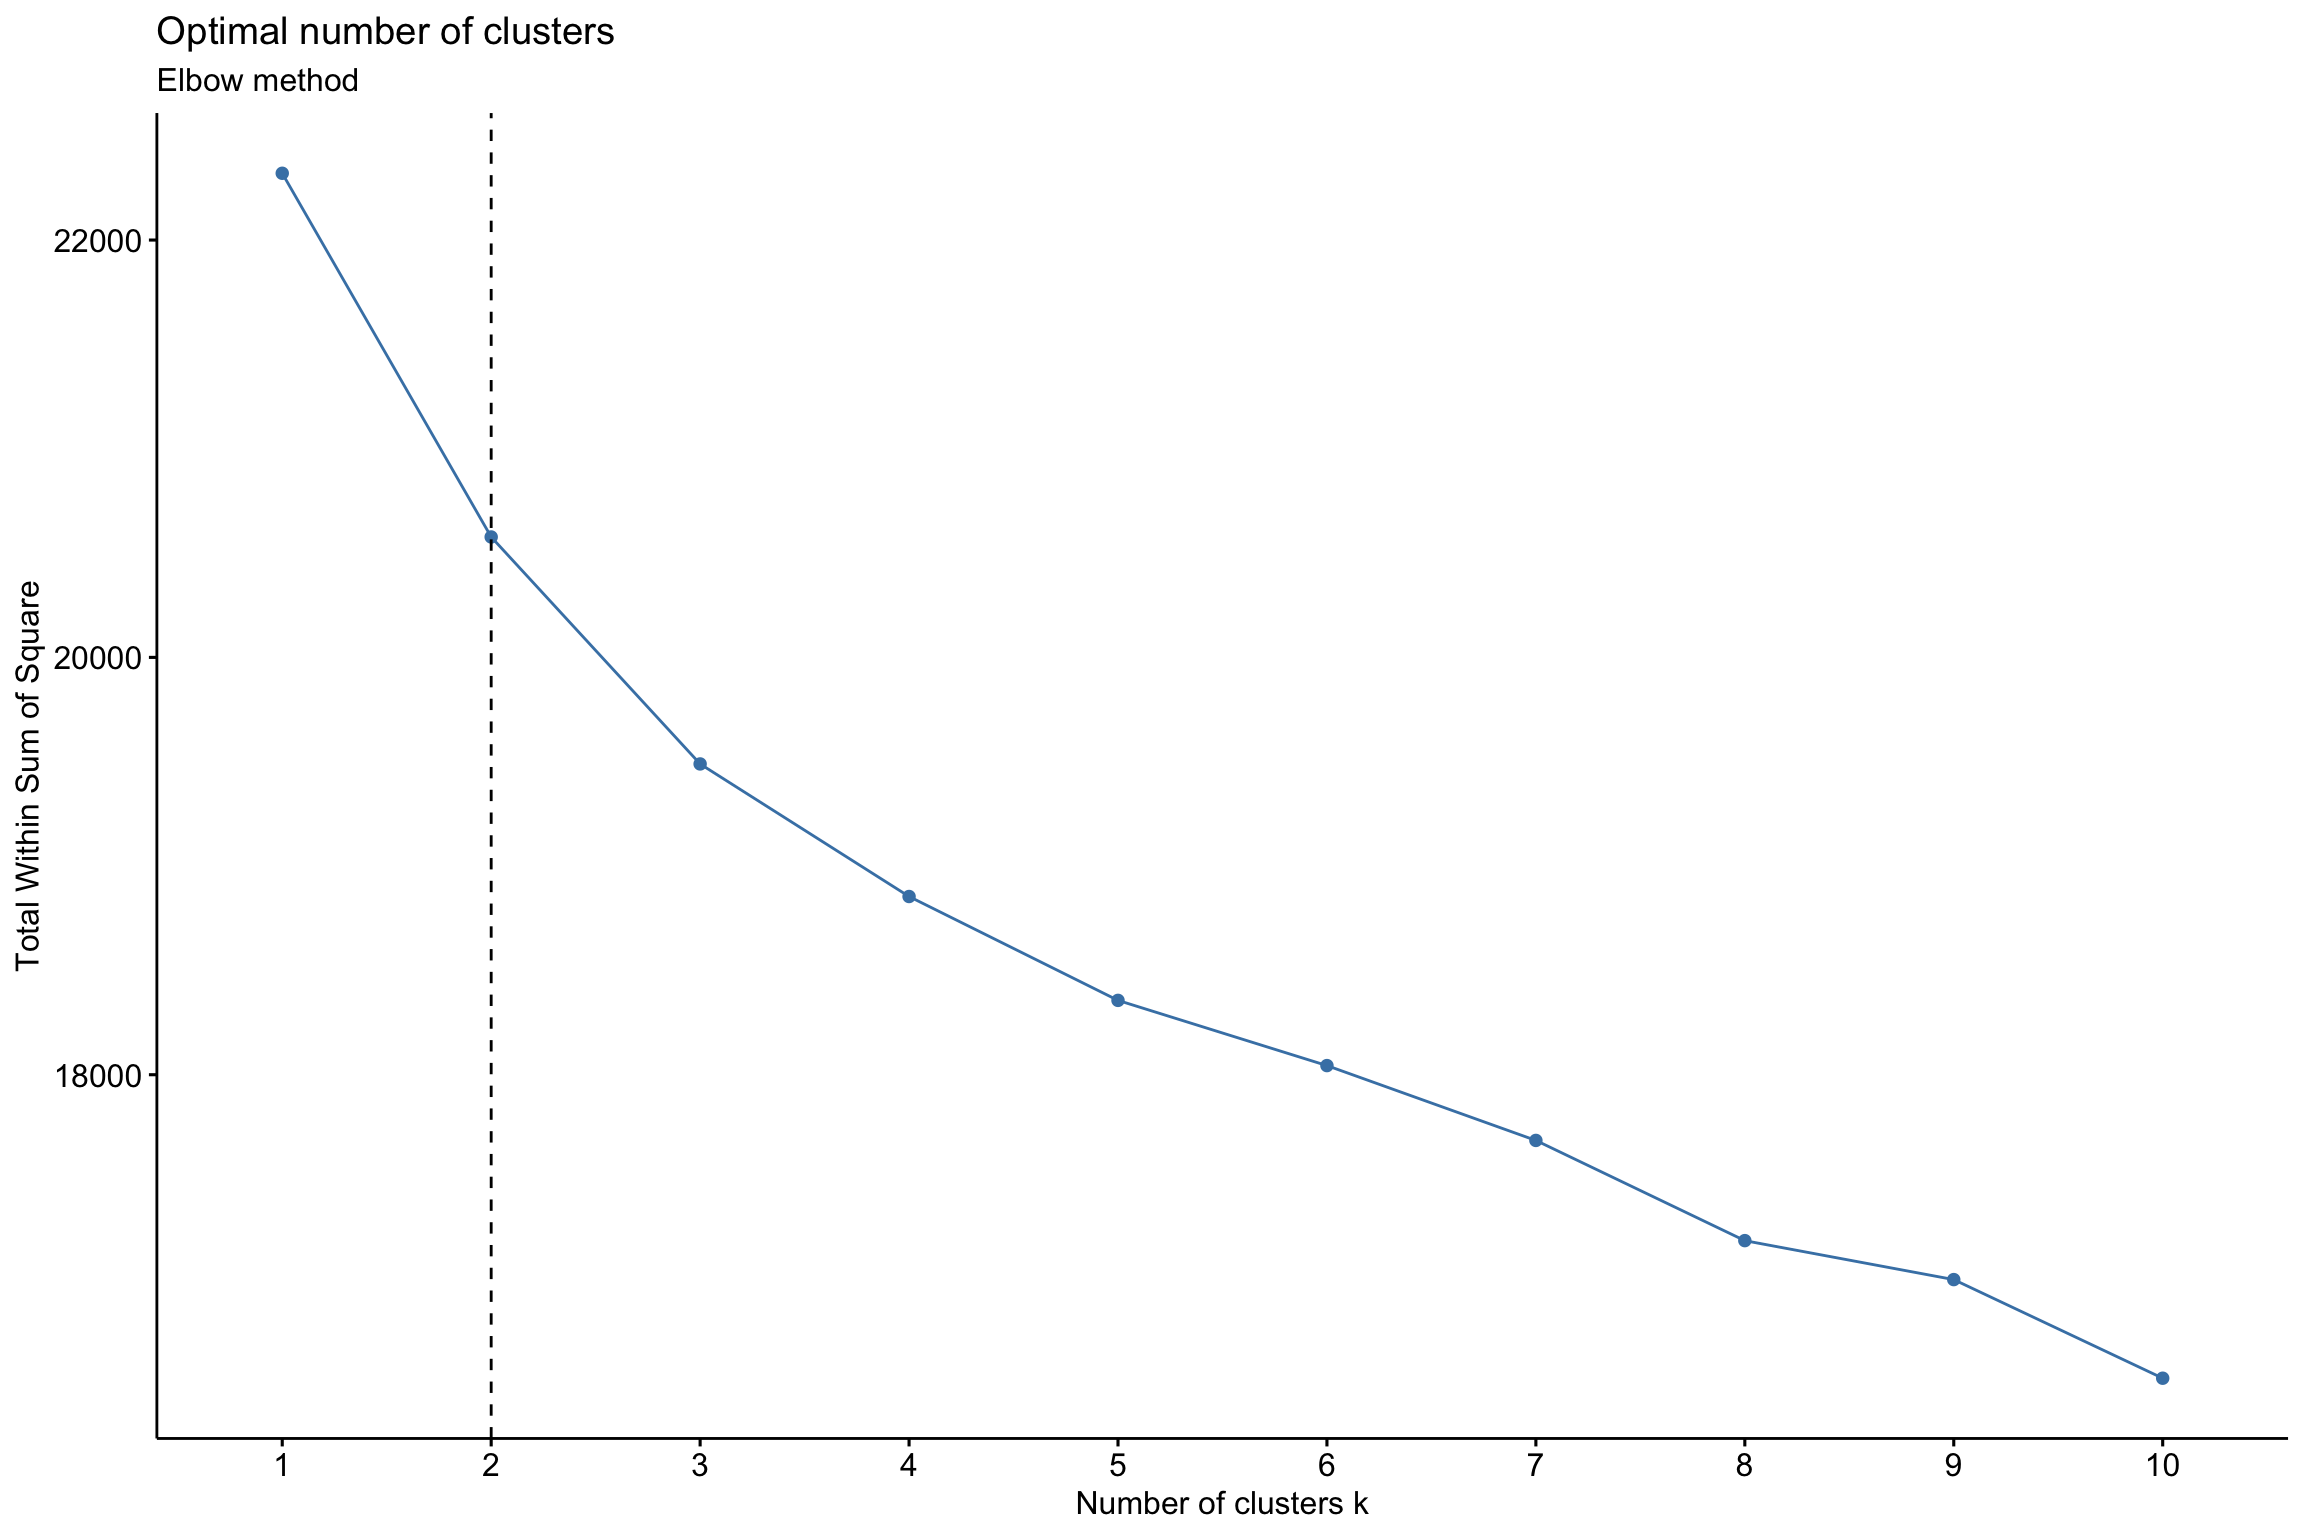 Optimal number of clusters
Elbow method
Total Within Sum of Square
22000
20000
18000
1 2 3 4 5 6 7 8 9 10
Number of clusters k